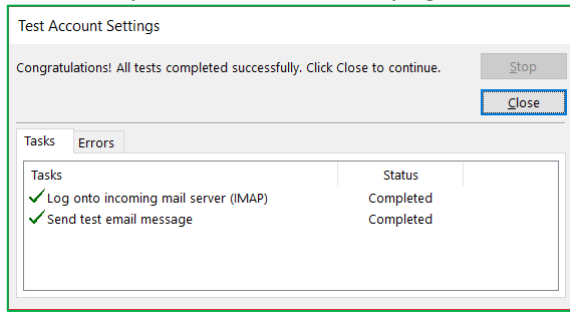 Test Account Settings
Congratulations! All tests completed successfully. Click Close to continue.
Stop
Close
Tasks Errors
Tasks Status
Log onto incoming mail server (IMAP) Completed
Send test email message Completed